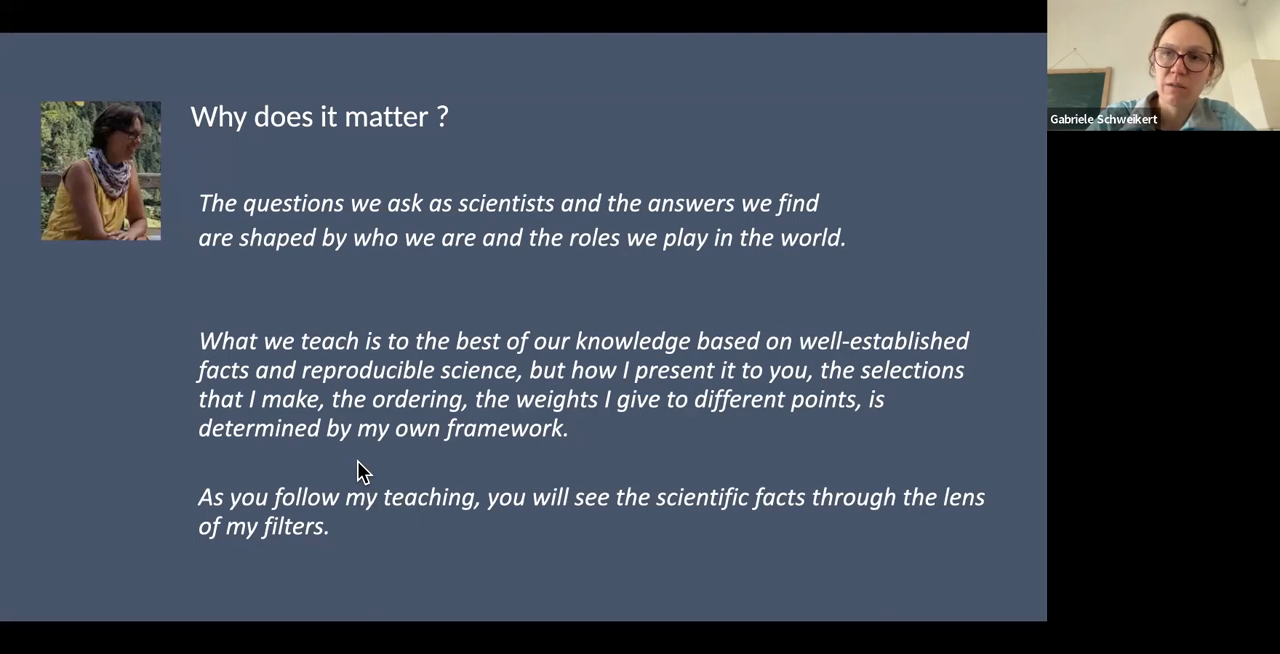 Why does it matter ?
The questions we ask as scientists and the answers we find
are shaped by who we are and the roles we play in the world.
What we teach is to the best of our knowledge based on well-established
facts and reproducible science, but how I present it to you, the selections
that I make, the ordering, the weights I give to different points, is
determined by my own framework.
As you follow my teaching, you will see the scientific facts through the lens
of my filters.
Gabriele Schweikert